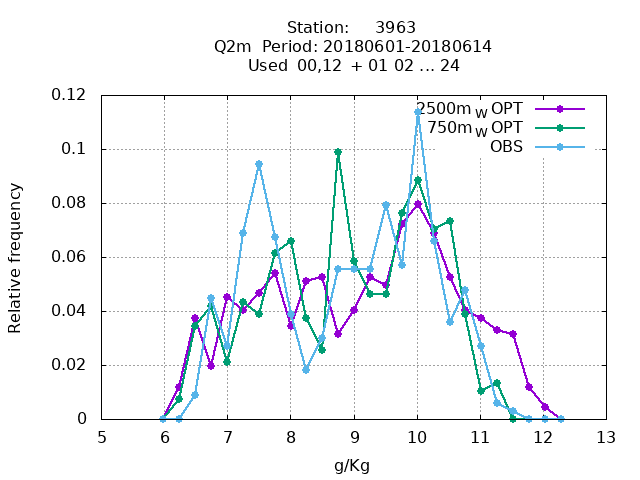 Station: 3963
Q2m Period: 20180601-20180614
Used 00,12 + 01 02 ... 24
2500m_W OPT
750m_W OPT
OBS
0.12
0.1
0.08
0.06
0.04
0.02
0
Relative frequency
5 6 7 8 9 10 11 12 13
g/Kg